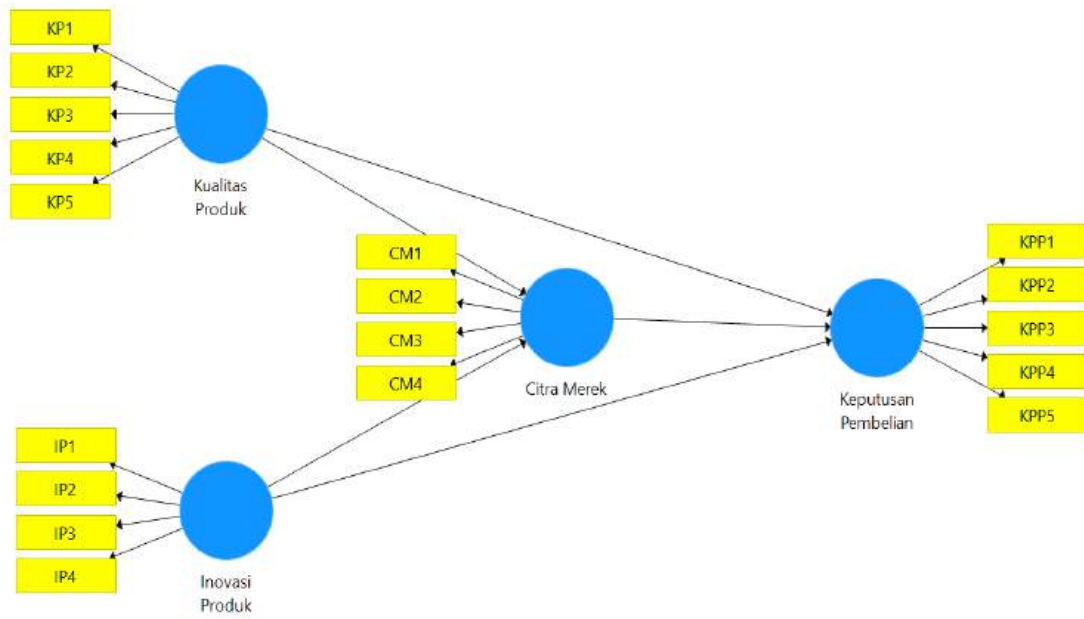 KP1
KP2
KP3
KP4
KP5
Kualitas
Produk
CM1
CM2
CM3
CM4
Citra Merek
KPP1
KPP2
KPP3
KPP4
KPP5
Keputusan
Pembelian
IP1
IP2
IP3
IP4
Inovasi
Produk